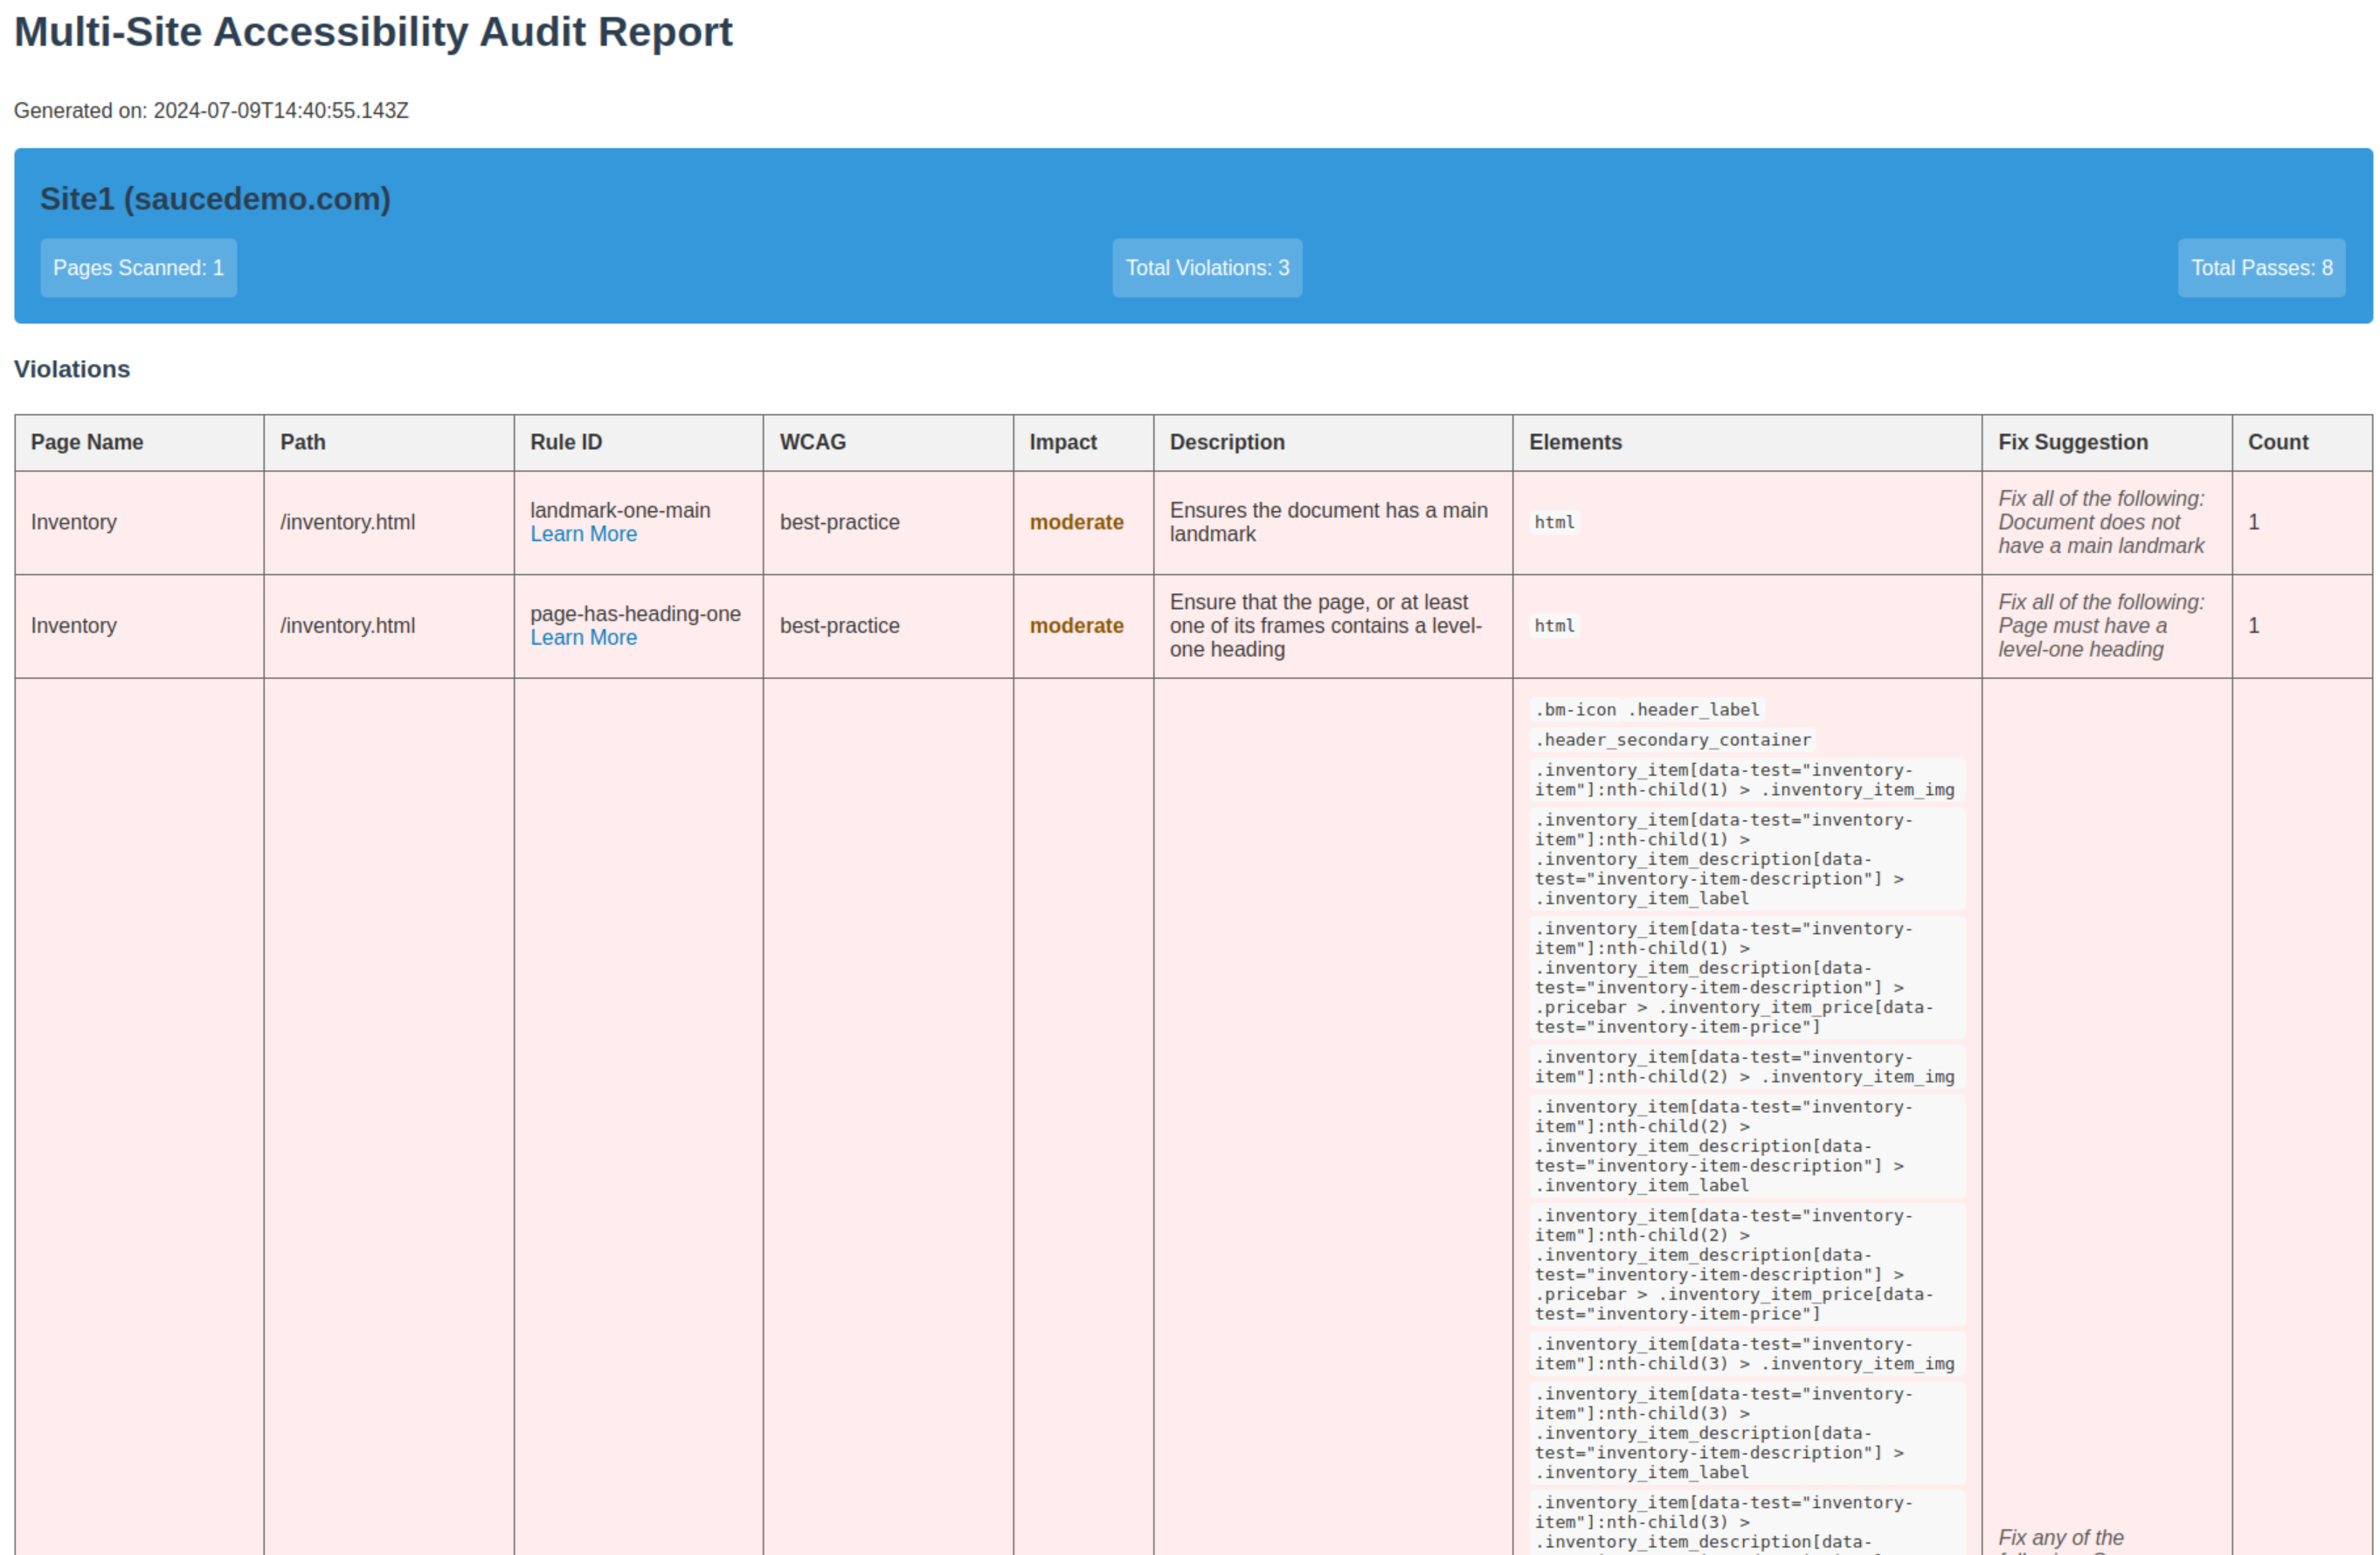 Multi-Site Accessibility Audit Report
Generated on: 2024-07-09T14:40:55.143Z
Site1 (saucedemo.com)
Pages Scanned: 1
Total Violations: 3
Total Passes: 8
Violations
Page Name
Path
Rule ID
WCAG
Impact
Description
Elements
Fix Suggestion
Count
Inventory
/inventory.html
landmark-one-main
Learn More
best-practice
moderate
Ensures the document has a main
landmark
html
Fix all of the following:
Document does not
have a main landmark
1
Inventory
/inventory.html
page-has-heading-one
Learn More
best-practice
moderate
Ensure that the page, or at least
one of its frames contains a level-
one heading
html
Fix all of the following:
Page must have a
level-one heading
1
.bm-icon .header_label
.header_secondary_container
.inventory_item[data-test="inventory-
item"]:nth-child(1) > .inventory_item_img
.inventory_item[data-test="inventory-
item"]:nth-child(1) >
.inventory_item_description[data-
test="inventory-item-description"] >
.inventory_item_label
.inventory_item[data-test="inventory-
item"]:nth-child(1) >
.inventory_item_description[data-
test="inventory-item-description"] >
.pricebar > .inventory_item_price[data-
test="inventory-item-price"]
.inventory_item[data-test="inventory-
item"]:nth-child(2) > .inventory_item_img
.inventory_item[data-test="inventory-
item"]:nth-child(2) >
.inventory_item_description[data-
test="inventory-item-description"] >
.inventory_item_label
.inventory_item[data-test="inventory-
item"]:nth-child(2) >
.inventory_item_description[data-
test="inventory-item-description"] >
.pricebar > .inventory_item_price[data-
test="inventory-item-price"]
.inventory_item[data-test="inventory-
item"]:nth-child(3) > .inventory_item_img
.inventory_item[data-test="inventory-
item"]:nth-child(3) >
.inventory_item_description[data-
test="inventory-item-description"] >
.inventory_item_label
.inventory_item[data-test="inventory-
item"]:nth-child(3) >
.inventory_item_description[data-
Fix any of the